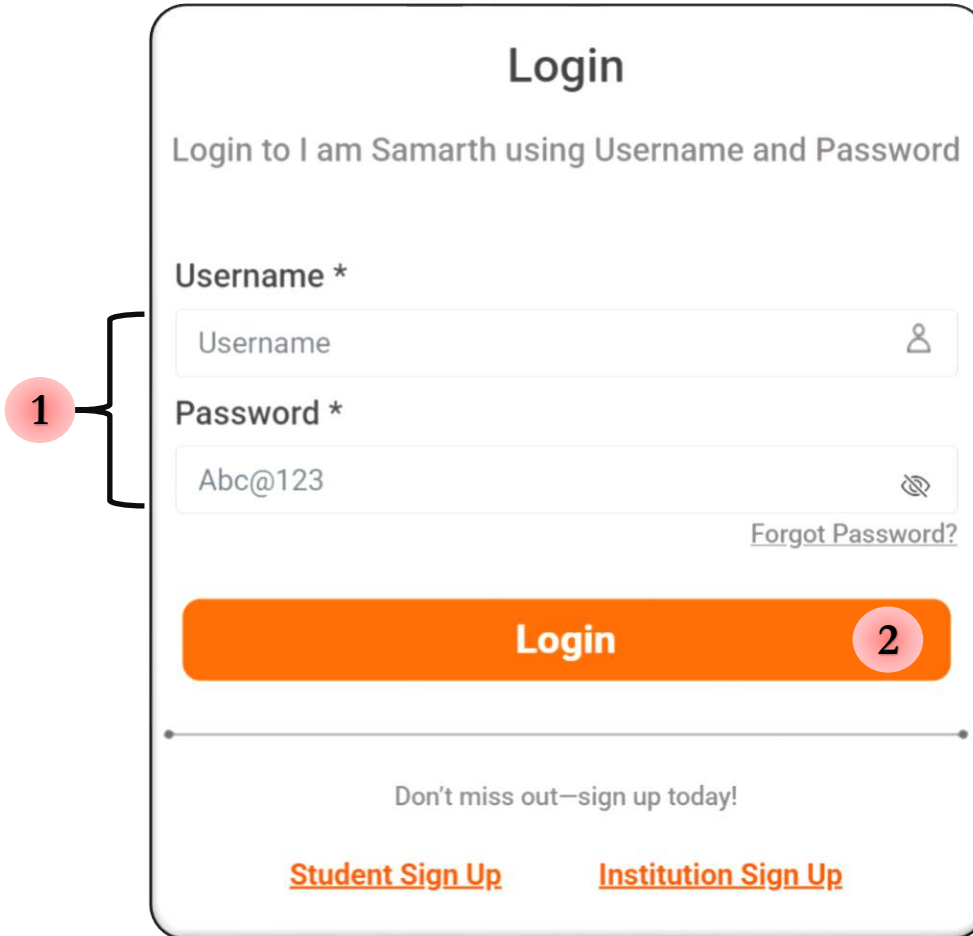 Login
Login to I am Samarth using Username and Password
Username *
Username
1
Password *
Abc@123
Forgot Password?
Login
2
Don't miss out—sign up today!
Student Sign Up Institution Sign Up